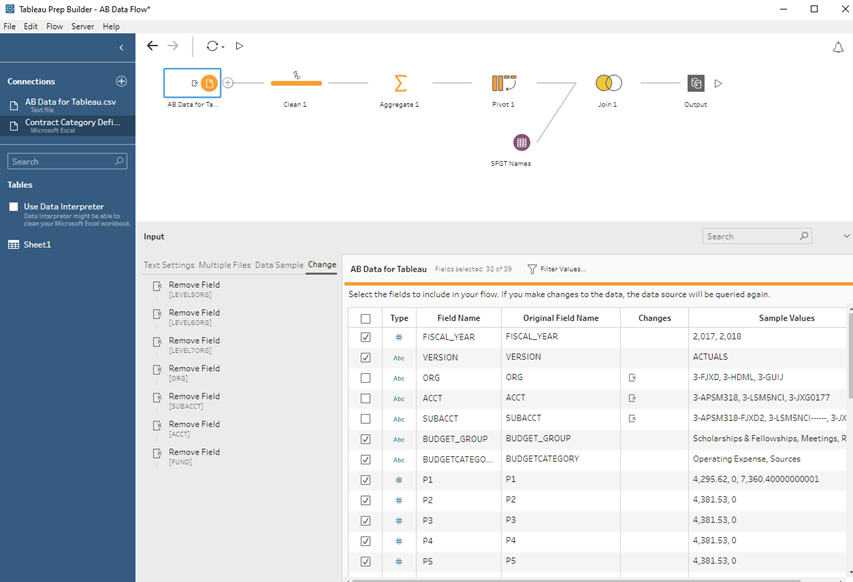 Tableau Prep Builder - AB Data Flow*
File Edit Flow Server Help
Connections
AB Data for Tableau.csv
Text file
Contract Category Defi...
Microsoft Excel
Search
Tables
Use Data Interpreter
Data Interpreter might be able to
clean your Microsoft Excel workbook.
Sheet1
AB Data for Ta...
Clean 1
Aggregate 1
Pivot 1
Join 1
Output
SFGT Names
Input
Search
Text Settings Multiple Files Data Sample Change
Remove Field
[LEVEL5ORG]
Remove Field
[LEVEL6ORG]
Remove Field
[LEVEL7ORG]
Remove Field
[ORG]
Remove Field
[SUBACCT]
Remove Field
[ACCT]
Remove Field
[FUND]
AB Data for Tableau Fields selected: 32 of 39 Filter Values...
Select the fields to include in your flow. If you make changes to the data, the data source will be queried again.
Type Field Name Original Field Name Changes Sample Values
# FISCAL_YEAR FISCAL_YEAR 2,017, 2,018
Abc VERSION VERSION ACTUALS
Abc ORG ORG 3-FJXD, 3-HDML, 3-GUIJ
Abc ACCT ACCT 3-APSM318, 3-LSMSNCI, 3-JXG0177
Abc SUBACCT SUBACCT 3-APSM318-FJXD2, 3-LSMSNCI------, 3-JX
Abc BUDGET_GROUP BUDGET_GROUP Scholarships & Fellowships, Meetings, R
Abc BUDGETCATEGO... BUDGETCATEGORY Operating Expense, Sources
# P1 P1 4,295.62, 0, 7,360.40000000001
# P2 P2 4,381.53, 0
# P3 P3 4,381.53, 0
# P4 P4 4,381.53, 0
# P5 P5 4,381.53, 0